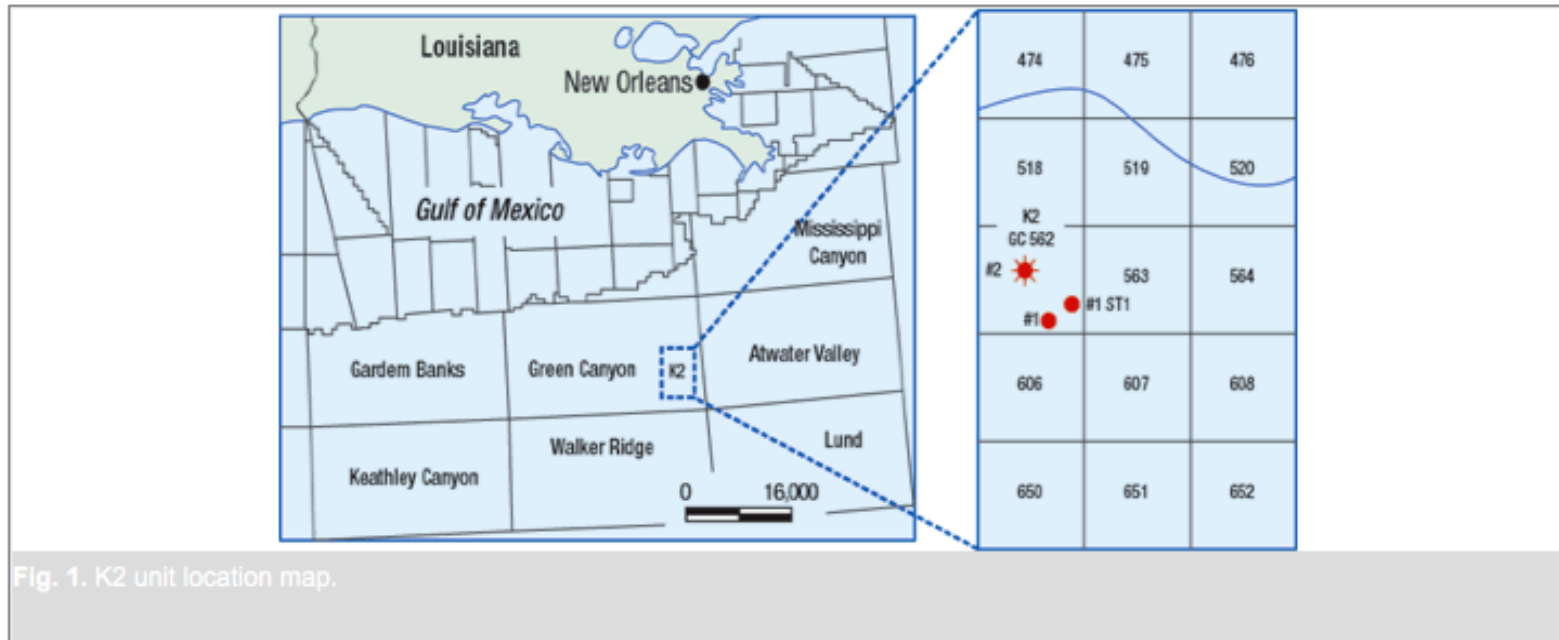 Louisiana
New Orleans
Gulf of Mexico
Mississippi
Canyon
Gardem Banks
Green Canyon
K2
Atwater Valley
Keathley Canyon
Walker Ridge
Lund
0 16,000
474 475 476
518 519 520
K2
GC 562
#2
563 564
#1 ST1
#1
606 607 608
650 651 652
Fig. 1. K2 unit location map.